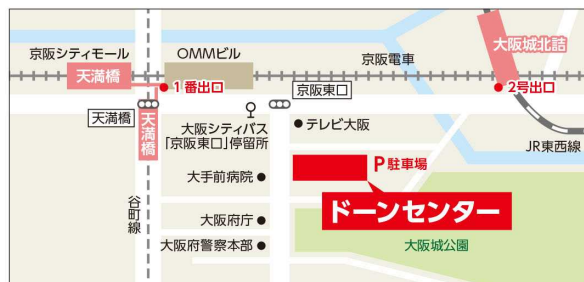 京阪シティモール
OMMビル
京阪電車
大阪城北詰
天満橋
1番出口
京阪東口
2号出口
天満橋
天満橋
大阪シティバス
「京阪東口」停留所
テレビ大阪
JR東西線
P 駐車場
大手前病院
ドーンセンター
谷町線
大阪府庁
大阪府警察本部
大阪城公園